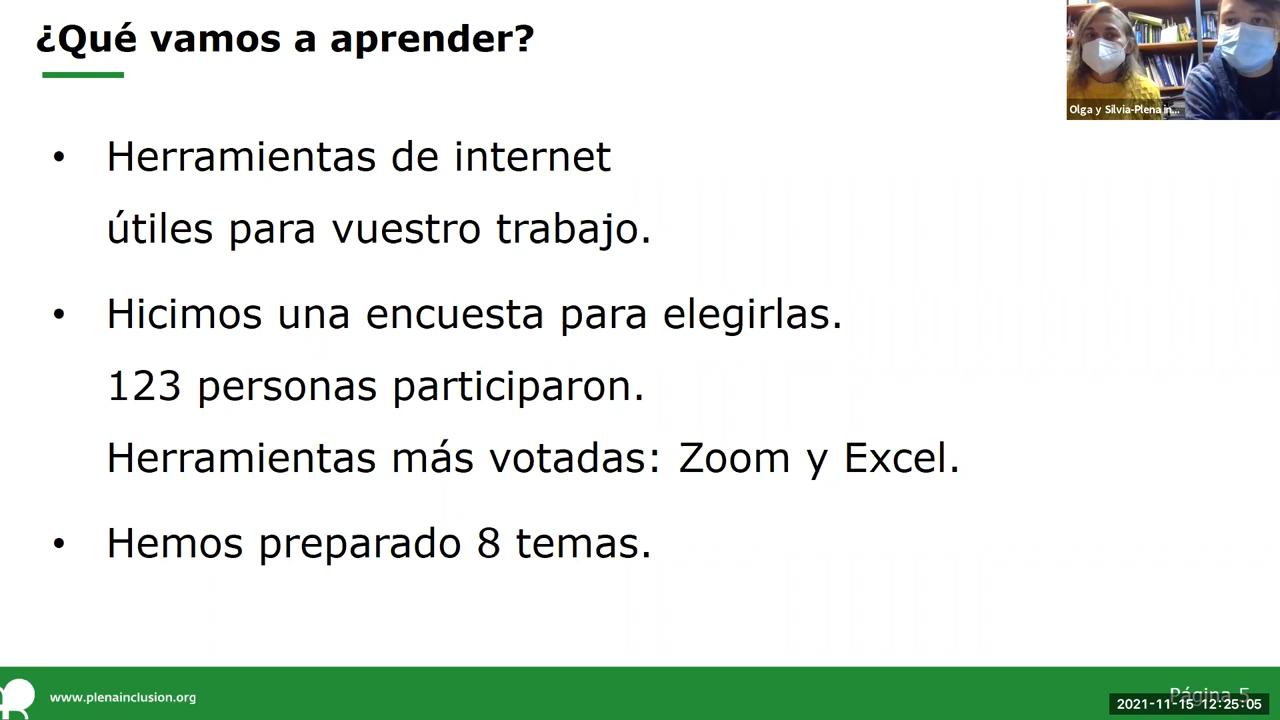 ¿Qué vamos a aprender?
Olga y Silvia-Plena in...
• Herramientas de internet
útiles para vuestro trabajo.
• Hicimos una encuesta para elegirlas.
123 personas participaron.
Herramientas más votadas: Zoom y Excel.
• Hemos preparado 8 temas.
www.plenainclusion.org
Página 5
2021-11-15 12:25:05